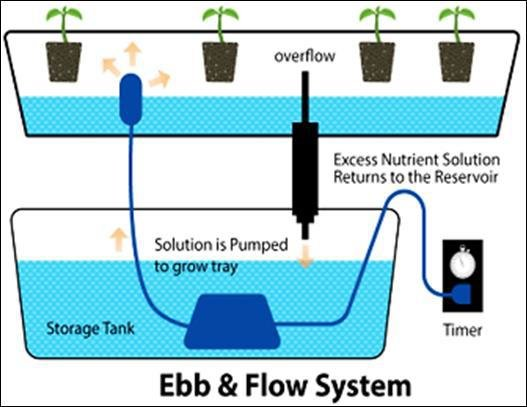 overflow
Excess Nutrient Solution
Returns to the Reservoir
Solution is Pumped
to grow tray
Storage Tank
Timer
Ebb & Flow System